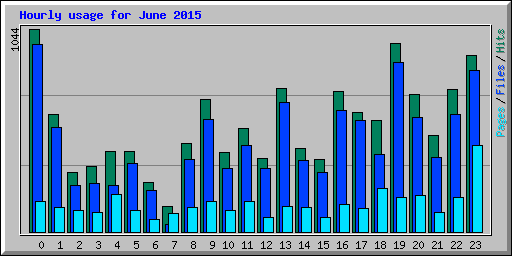 Hourly usage for June 2015
1044
Pages/Files/Hits
0 1 2 3 4 5 6 7 8 9 10 11 12 13 14 15 16 17 18 19 20 21 22 23